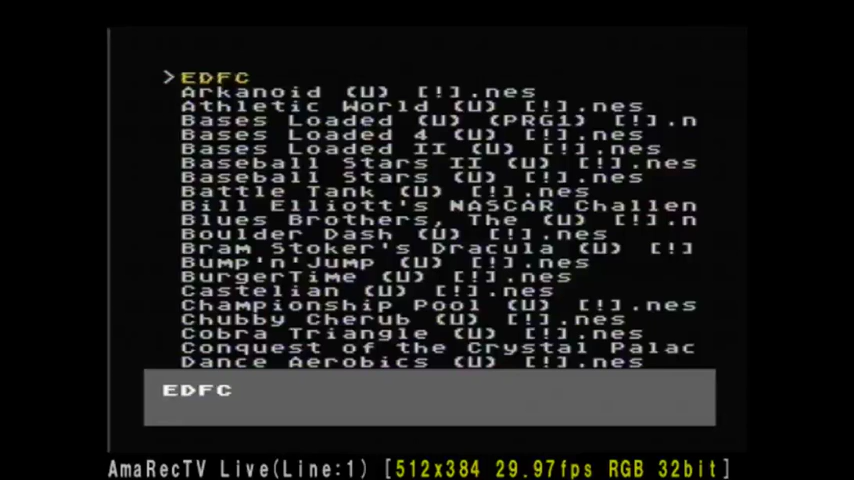 >EDFC
Arkanoid (U) [!].nes
Athletic World (U) [!].nes
Bases Loaded (U) (PRG1) [!].n
Bases Loaded 4 (U) [!].nes
Bases Loaded II (U) [!].nes
Baseball Stars II (U) [!].nes
Baseball Stars (U) [!].nes
Battle Tank (U) [!].nes
Bill Elliott's NASCAR Challen
Blues Brothers, The (U) [!].n
Boulder Dash (U) [!].nes
Bram Stoker's Dracula (U) [!]
Bump'n'Jump (U) [!].nes
BurgerTime (U) [!].nes
Castelian (U) [!].nes
Championship Pool (U) [!].nes
Chubby Cherub (U) [!].nes
Cobra Triangle (U) [!].nes
Conquest of the Crystal Palac
Dance Aerobics (U) [!].nes
EDFC
AmaRecTV Live(Line:1) [512x384 29.97fps RGB 32bit]